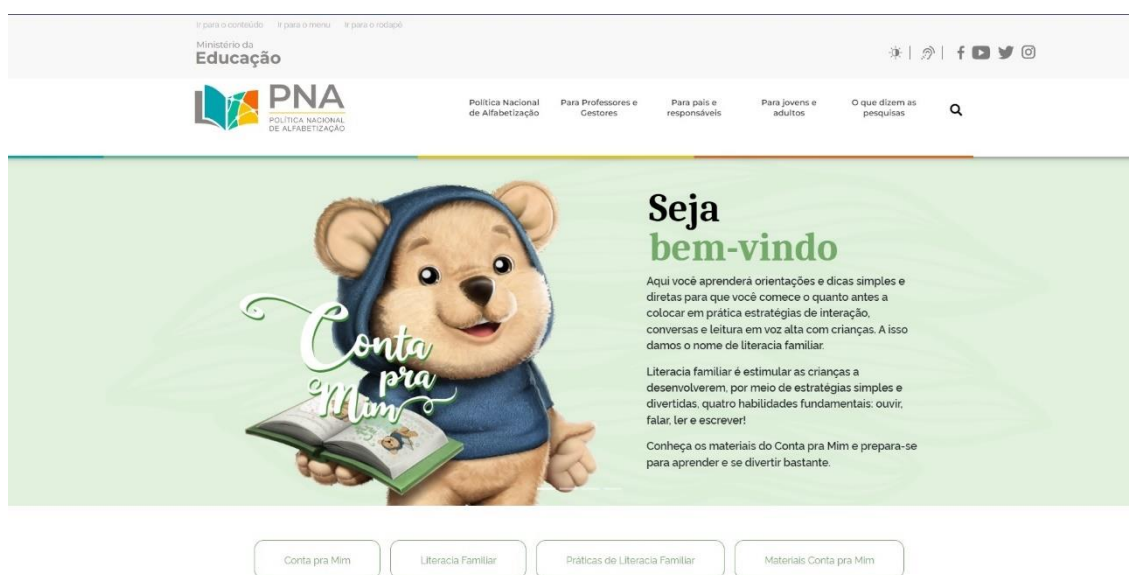 Ir para o conteúdo Ir para o menu Ir para o rodapé
Ministério da
Educação
PNA
POLÍTICA NACIONAL
DE ALFABETIZAÇÃO
Política Nacional
de Alfabetização
Para Professores e
Gestores
Para pais e
responsáveis
Para jovens e
adultos
O que dizem as
pesquisas
Conta
pra
Mim
Seja
bem-vindo
Aqui você aprenderá orientações e dicas simples e
diretas para que você comece o quanto antes a
colocar em prática estratégias de interação,
conversas e leitura em voz alta com crianças. A isso
damos o nome de literacia familiar.
Literacia familiar é estimular as crianças a
desenvolverem, por meio de estratégias simples e
divertidas, quatro habilidades fundamentais: ouvir,
falar, ler e escrever!
Conheça os materiais do Conta pra Mim e prepara-se
para aprender e se divertir bastante.
Conta pra Mim
Literacia Familiar
Práticas de Literacia Familiar
Materiais Conta pra Mim